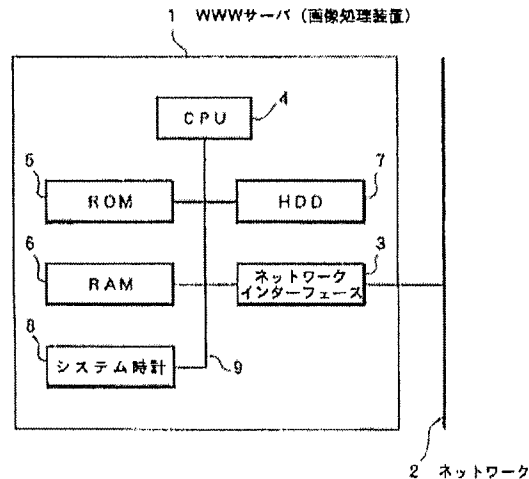 1 WWWサーバ（画像処理装置）
CPU
4
5
ROM
7
HDD
6
RAM
3
ネットワーク
インターフェース
8
システム時計
9
2 ネットワーク